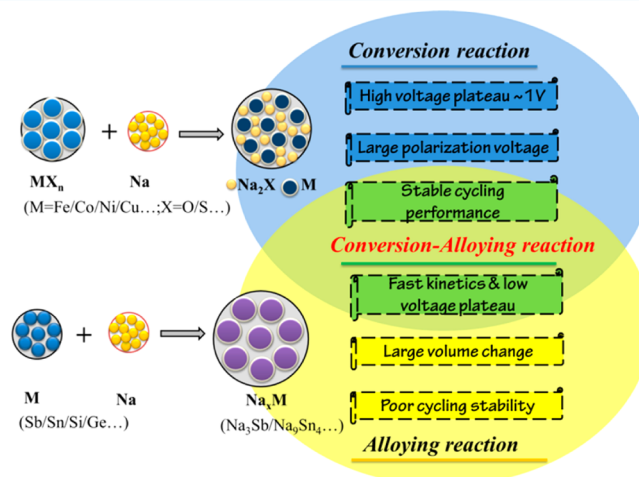 Conversion reaction
High voltage plateau ~1V
Large polarization voltage
Stable cycling
performance
Conversion-Alloying reaction
Fast kinetics & low
voltage plateau
Large volume change
Poor cycling stability
Alloying reaction
+
MXₙ
Na
Na₂X
M
(M=Fe/Co/Ni/Cu…;X=O/S…)
+
M
Na
NaₓM
(Sb/Sn/Si/Ge…)
(Na₃Sb/Na₉Sn₄…)